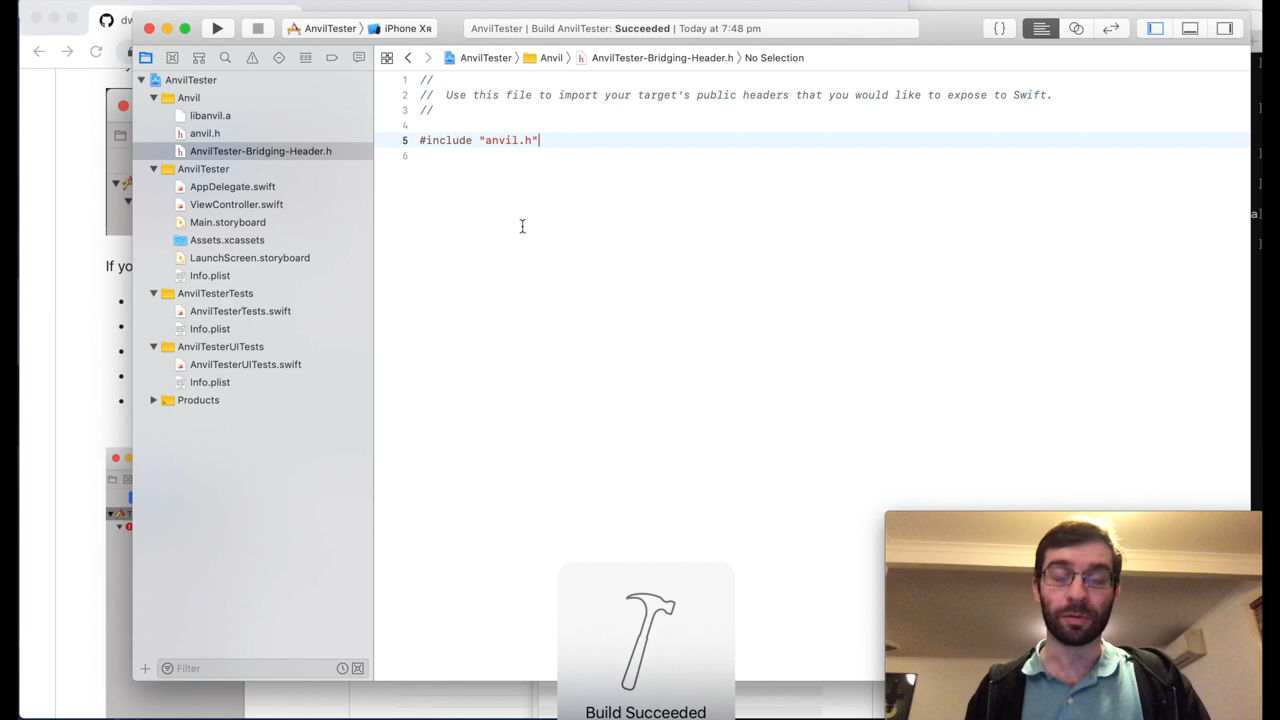 dw
AnvilTester 〉 iPhone XR
AnvilTester | Build AnvilTester: Succeeded | Today at 7:48 pm
AnvilTester 〉 Anvil 〉 AnvilTester-Bridging-Header.h 〉 No Selection
AnvilTester
Anvil
libanvil.a
anvil.h
AnvilTester-Bridging-Header.h
AnvilTester
AppDelegate.swift
ViewController.swift
Main.storyboard
Assets.xcassets
LaunchScreen.storyboard
Info.plist
AnvilTesterTests
AnvilTesterTests.swift
Info.plist
AnvilTesterUITests
AnvilTesterUITests.swift
Info.plist
Products
Filter
1 //
2 // Use this file to import your target's public headers that you would like to expose to Swift.
3 //
4
5 #include "anvil.h"
6
If yo
Build Succeeded